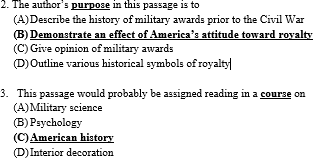 2. The author's purpose in this passage is to
(A) Describe the history of military awards prior to the Civil War
(B) Demonstrate an effect of America's attitude toward royalty
(C) Give opinion of military awards
(D) Outline various historical symbols of royalty
3. This passage would probably be assigned reading in a course on
(A) Military science
(B) Psychology
(C) American history
(D) Interior decoration